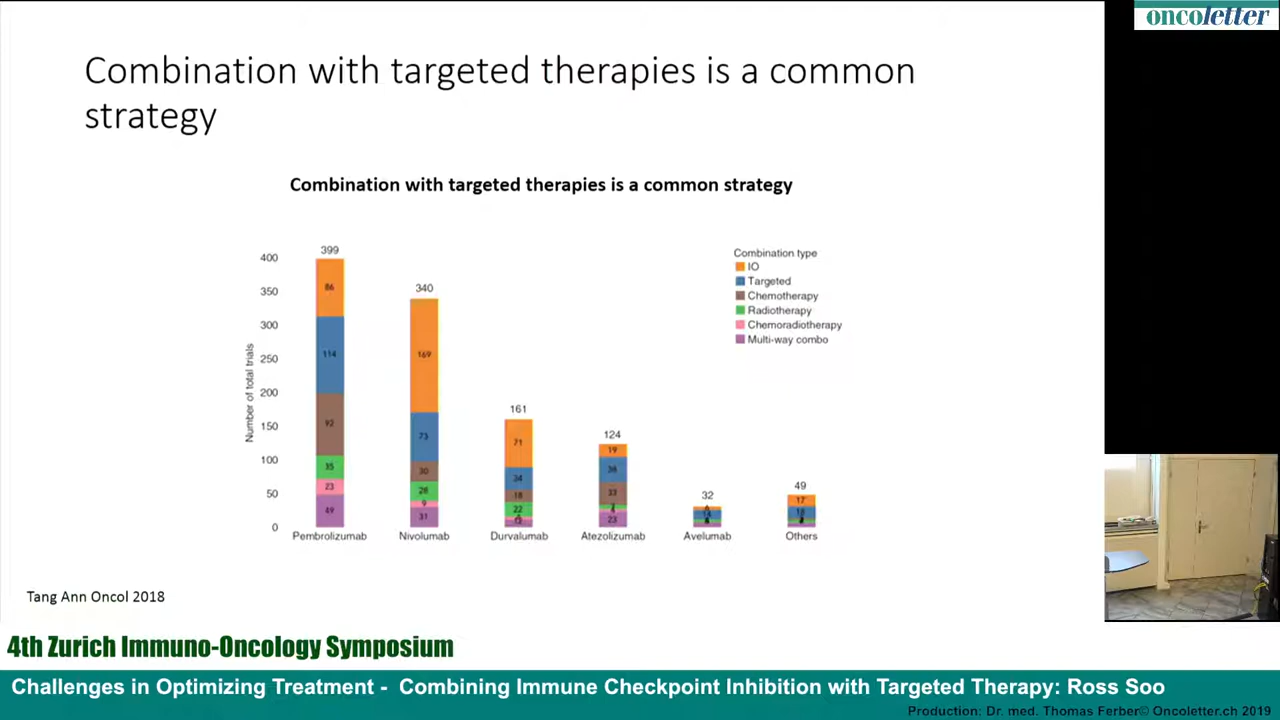 oncoletter
Combination with targeted therapies is a common
strategy
Combination with targeted therapies is a common strategy
Number of total trials
400
350
300
250
200
150
100
50
0
399
86
114
92
35
23
49
Pembrolizumab
340
169
73
30
28
9
31
Nivolumab
161
71
34
18
22
Durvalumab
124
19
38
33
23
Atezolizumab
32
Avelumab
49
17
Others
Combination type
IO
Targeted
Chemotherapy
Radiotherapy
Chemoradiotherapy
Multi-way combo
Tang Ann Oncol 2018
4th Zurich Immuno-Oncology Symposium
Challenges in Optimizing Treatment - Combining Immune Checkpoint Inhibition with Targeted Therapy: Ross Soo
Production: Dr. med. Thomas Ferber© Oncoletter.ch 2019